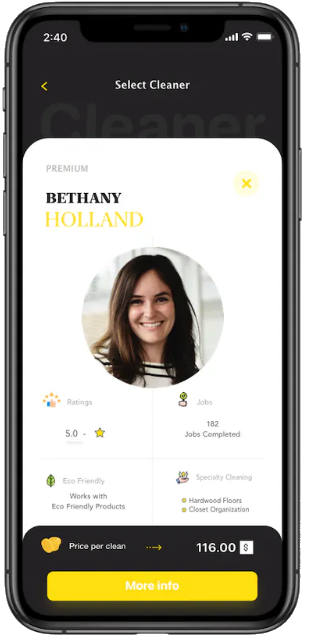 2:40
Select Cleaner
Cleaner
PREMIUM
BETHANY
HOLLAND
Ratings
Jobs
5.0 -
182
Jobs Completed
Eco Friendly
Specialty Cleaning
Works with
Eco Friendly Products
Hardwood Floors
Closet Organization
Price per clean
116.00 $
More info